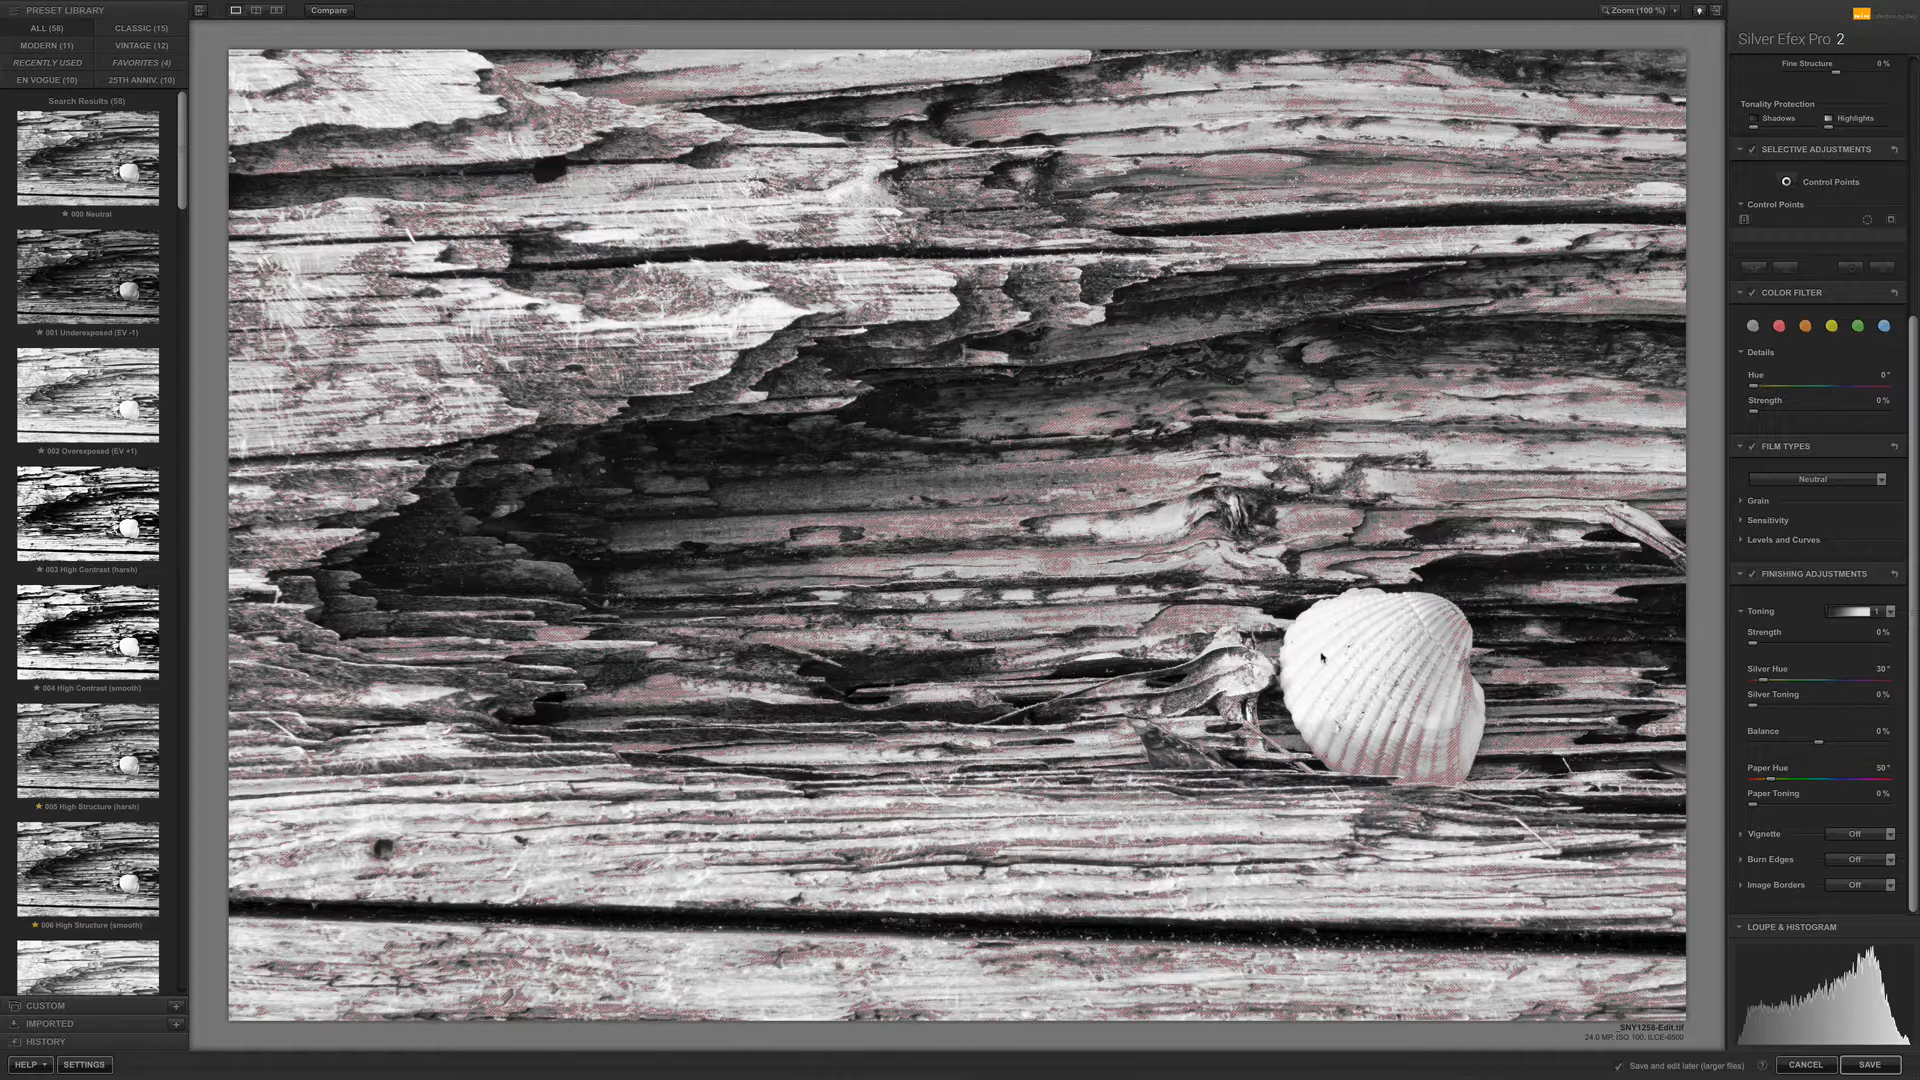 PRESET LIBRARY
ALL (58)
CLASSIC (15)
MODERN (11)
VINTAGE (12)
RECENTLY USED
FAVORITES (4)
EN VOGUE (10)
25TH ANNIV. (10)
Search Results (58)
000 Neutral
001 Underexposed (EV -1)
002 Overexposed (EV +1)
003 High Contrast (harsh)
004 High Contrast (smooth)
005 High Structure (harsh)
006 High Structure (smooth)
CUSTOM
IMPORTED
HISTORY
HELP
SETTINGS
Compare
Zoom (100 %)
_SNY1258-Edit.tif
24.0 MP, ISO 100, ILCE-6500
Collection by DxO
Silver Efex Pro 2
Fine Structure 0 %
Tonality Protection
Shadows Highlights
SELECTIVE ADJUSTMENTS
Control Points
Control Points
COLOR FILTER
Details
Hue 0 °
Strength 0 %
FILM TYPES
Neutral
Grain
Sensitivity
Levels and Curves
FINISHING ADJUSTMENTS
Toning 1
Strength 0 %
Silver Hue 30 °
Silver Toning 0 %
Balance 0 %
Paper Hue 50 °
Paper Toning 0 %
Vignette Off
Burn Edges Off
Image Borders Off
LOUPE & HISTOGRAM
Save and edit later (larger files)
?
CANCEL
SAVE